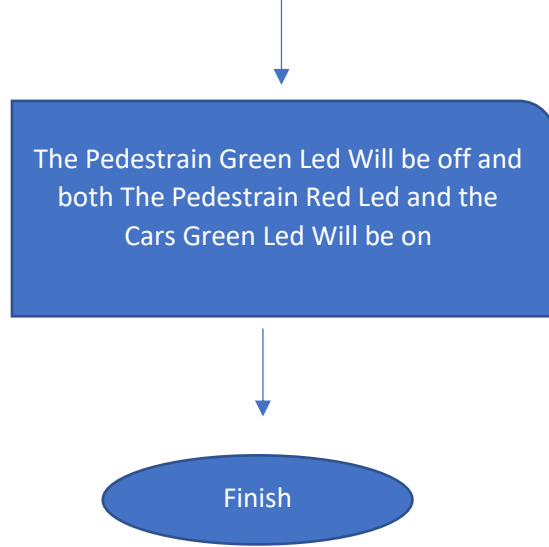 The Pedestrain Green Led Will be off and
both The Pedestrain Red Led and the
Cars Green Led Will be on
Finish